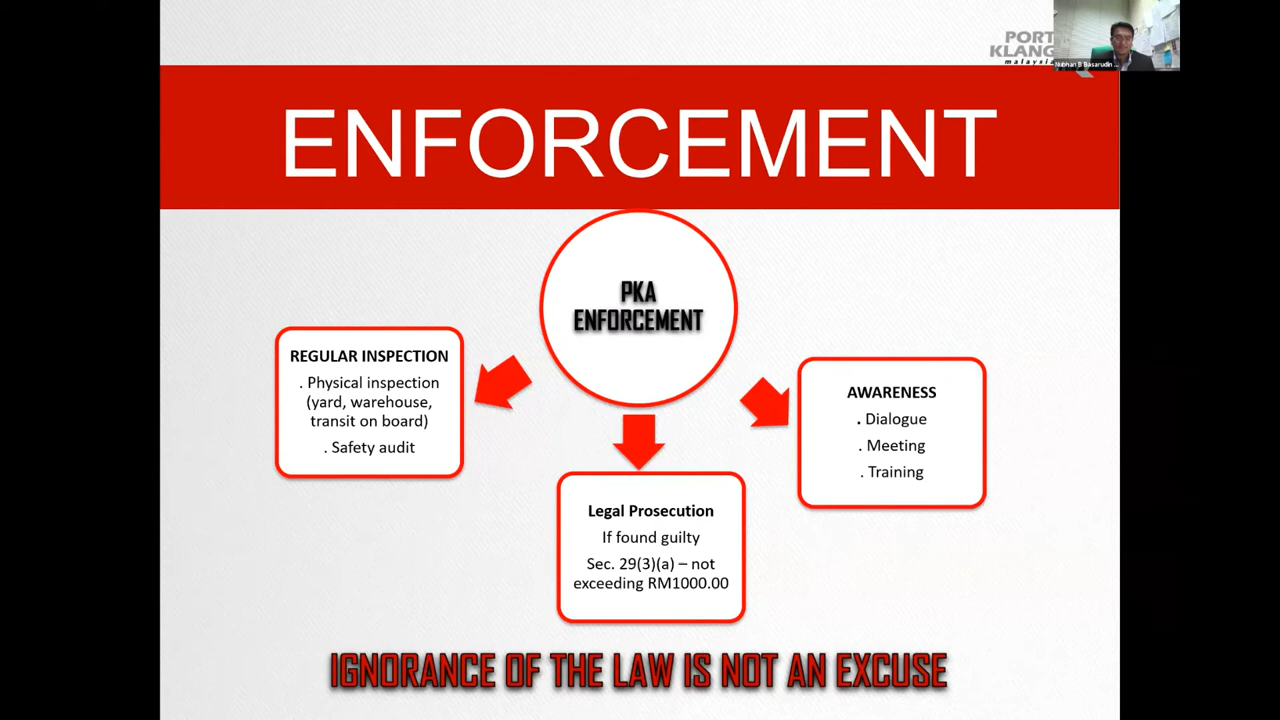 PORT
KLANG
malaysia
Nubhan B Basarudin ...
ENFORCEMENT
PKA
ENFORCEMENT
REGULAR INSPECTION
. Physical inspection
(yard, warehouse,
transit on board)
. Safety audit
Legal Prosecution
If found guilty
Sec. 29(3)(a) – not
exceeding RM1000.00
AWARENESS
. Dialogue
. Meeting
. Training
IGNORANCE OF THE LAW IS NOT AN EXCUSE